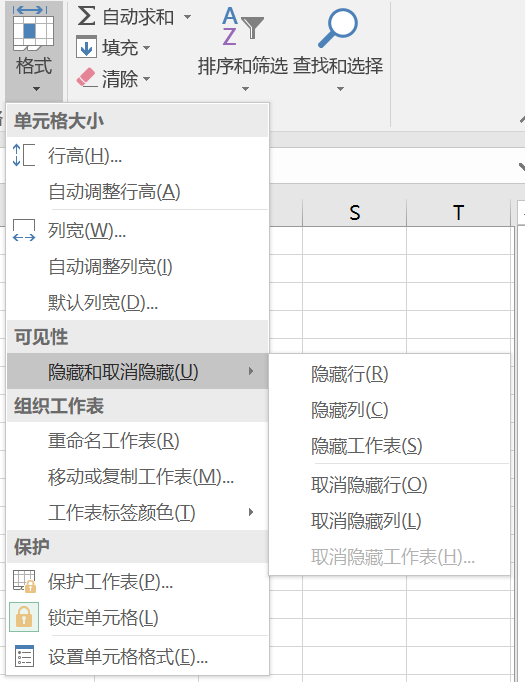 自动求和
填充
清除
格式
排序和筛选
查找和选择
单元格大小
行高(H)...
自动调整行高(A)
列宽(W)...
自动调整列宽(I)
默认列宽(D)...
可见性
隐藏和取消隐藏(U)
组织工作表
重命名工作表(R)
移动或复制工作表(M)...
工作表标签颜色(T)
保护
保护工作表(P)...
锁定单元格(L)
设置单元格格式(E)...
隐藏行(R)
隐藏列(C)
隐藏工作表(S)
取消隐藏行(O)
取消隐藏列(L)
取消隐藏工作表(H)...
S
T